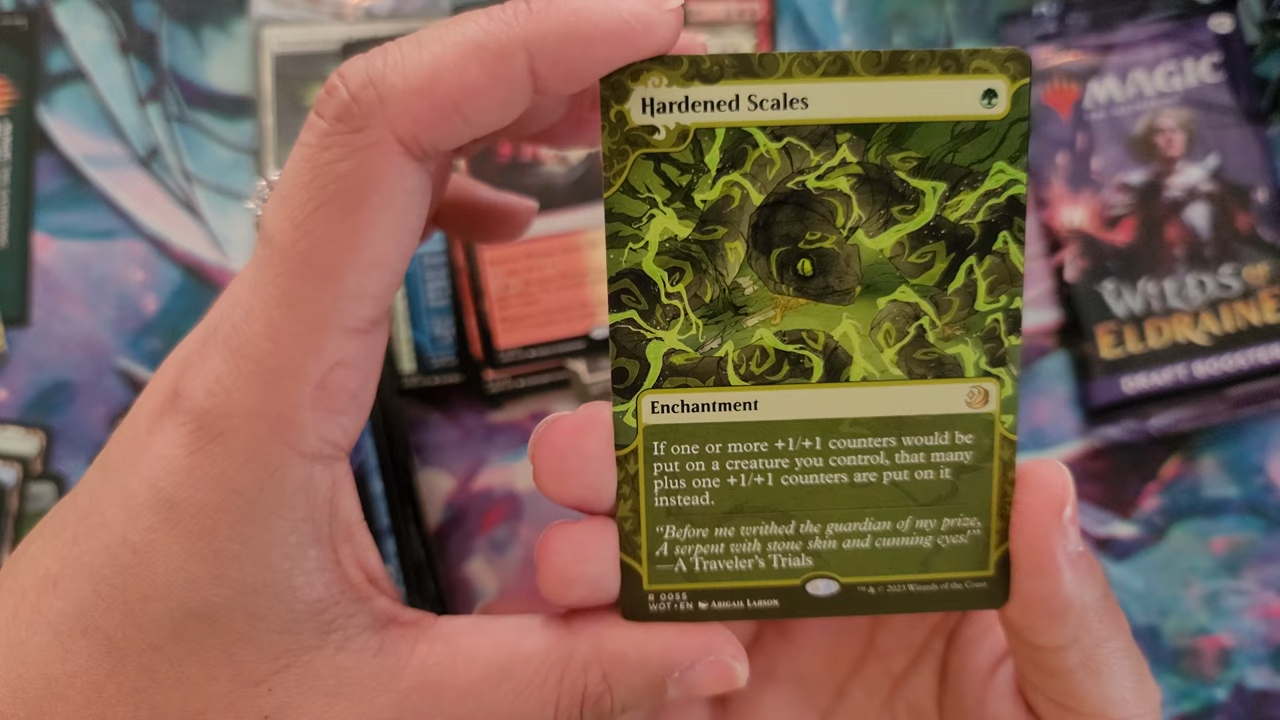 Hardened Scales
Enchantment
If one or more +1/+1 counters would be
put on a creature you control, that many
plus one +1/+1 counters are put on it
instead.
“Before me writhed the guardian of my prize,
A serpent with stone skin and cunning eyes!”
—A Traveler's Trials
R 0055
WOT • EN Abigail Larson
™ & © 2023 Wizards of the Coast
MAGIC
WILDS OF
ELDRAINE
DRAFT BOOSTER